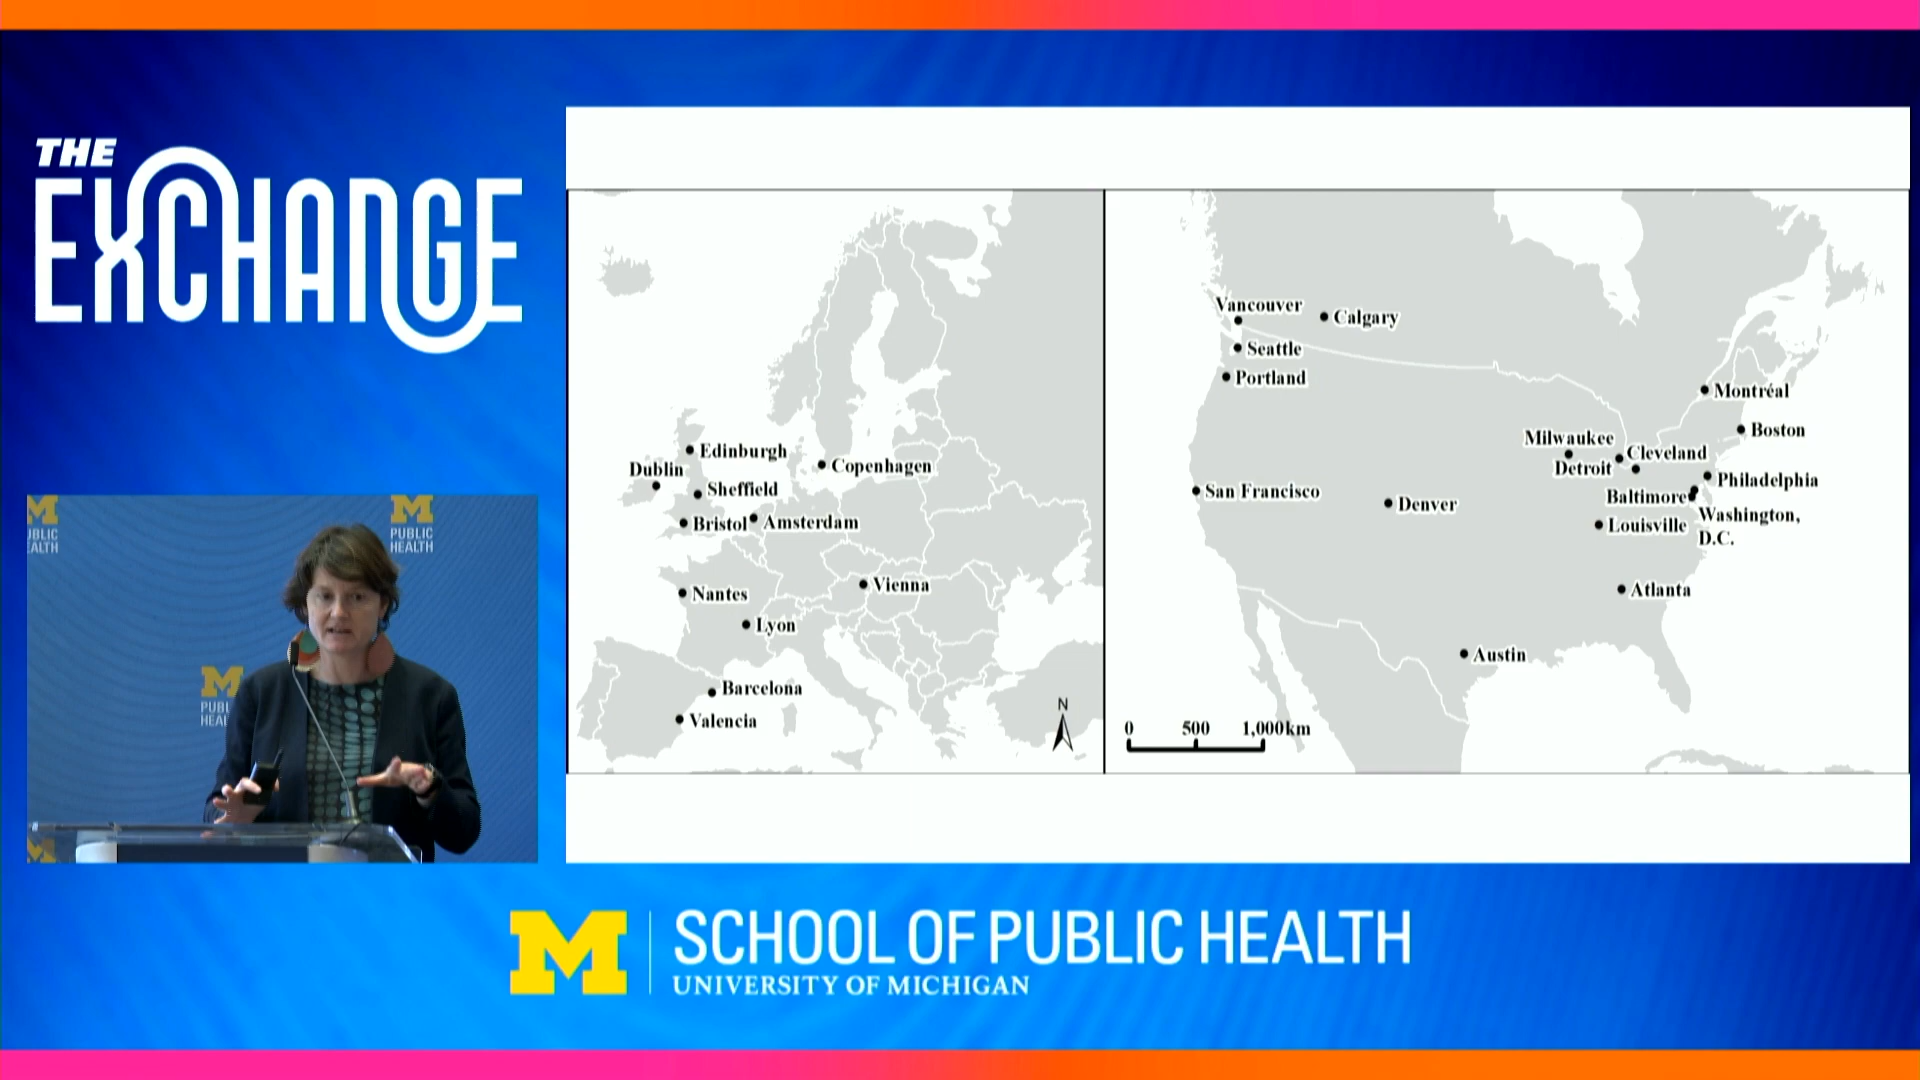 THE
EXCHANGE
M
PUBLIC
HEALTH
M
PUBLIC
HEALTH
M
Edinburgh
Dublin
Copenhagen
Sheffield
Bristol
Amsterdam
Vienna
Nantes
Lyon
Barcelona
Valencia
N
Vancouver
Calgary
Seattle
Portland
Montréal
Boston
Milwaukee
Cleveland
Detroit
Philadelphia
San Francisco
Baltimore
Denver
Washington,
D.C.
Louisville
Atlanta
Austin
0 500 1,000km
M
SCHOOL OF PUBLIC HEALTH
UNIVERSITY OF MICHIGAN